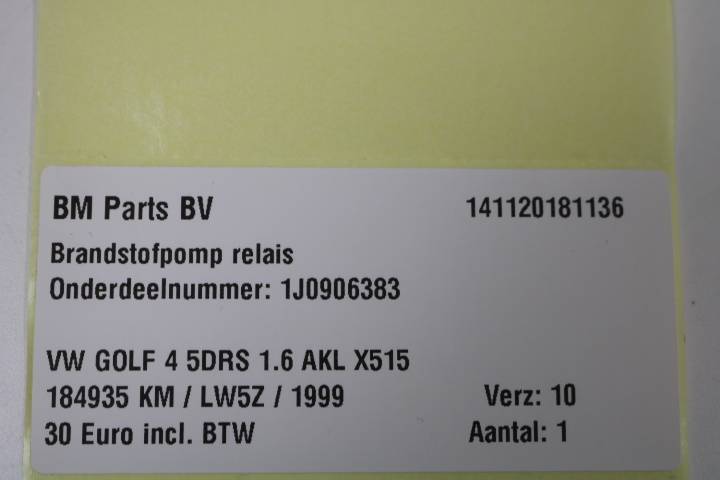 BM Parts BV 141120181136
Brandstofpomp relais
Onderdeelnummer: 1J0906383
VW GOLF 4 5DRS 1.6 AKL X515
184935 KM / LW5Z / 1999 Verz: 10
30 Euro incl. BTW Aantal: 1